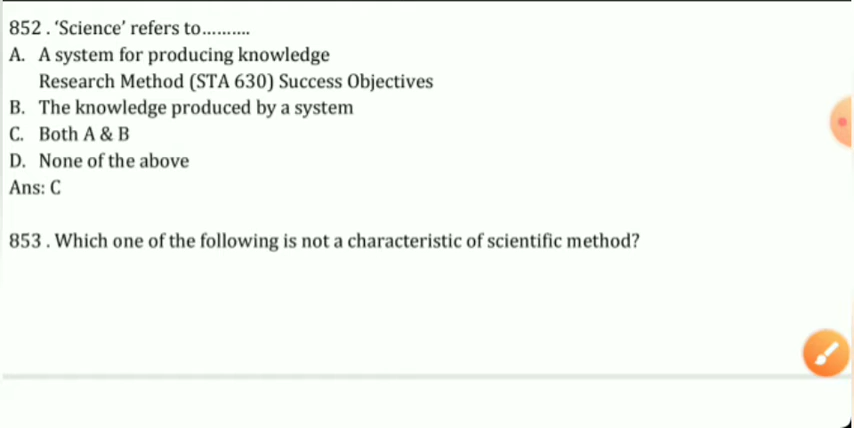 852 . ‘Science’ refers to..........
A. A system for producing knowledge
Research Method (STA 630) Success Objectives
B. The knowledge produced by a system
C. Both A & B
D. None of the above
Ans: C
853 . Which one of the following is not a characteristic of scientific method?